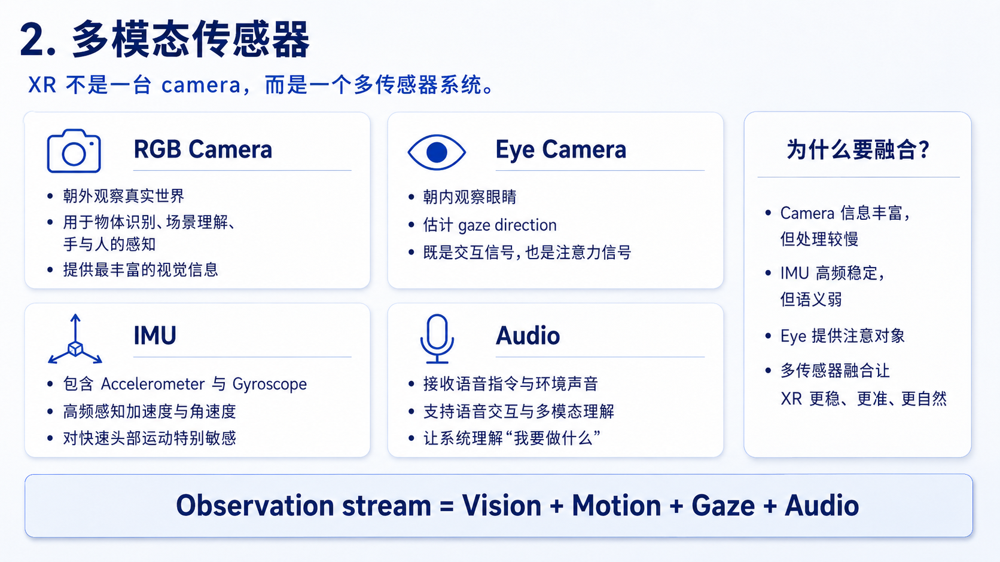 2. 多模态传感器
XR 不是一台 camera，而是一个多传感器系统。
RGB Camera
• 朝外观察真实世界
• 用于物体识别、场景理解、
手与人的感知
• 提供最丰富的视觉信息
Eye Camera
• 朝内观察眼睛
• 估计 gaze direction
• 既是交互信号，也是注意力信号
IMU
• 包含 Accelerometer 与 Gyroscope
• 高频感知加速度与角速度
• 对快速头部运动特别敏感
Audio
• 接收语音指令与环境声音
• 支持语音交互与多模态理解
• 让系统理解“我要做什么”
为什么要融合？
• Camera 信息丰富，
但处理较慢
• IMU 高频稳定，
但语义弱
• Eye 提供注意对象
• 多传感器融合让
XR 更稳、更准、更自然
Observation stream = Vision + Motion + Gaze + Audio